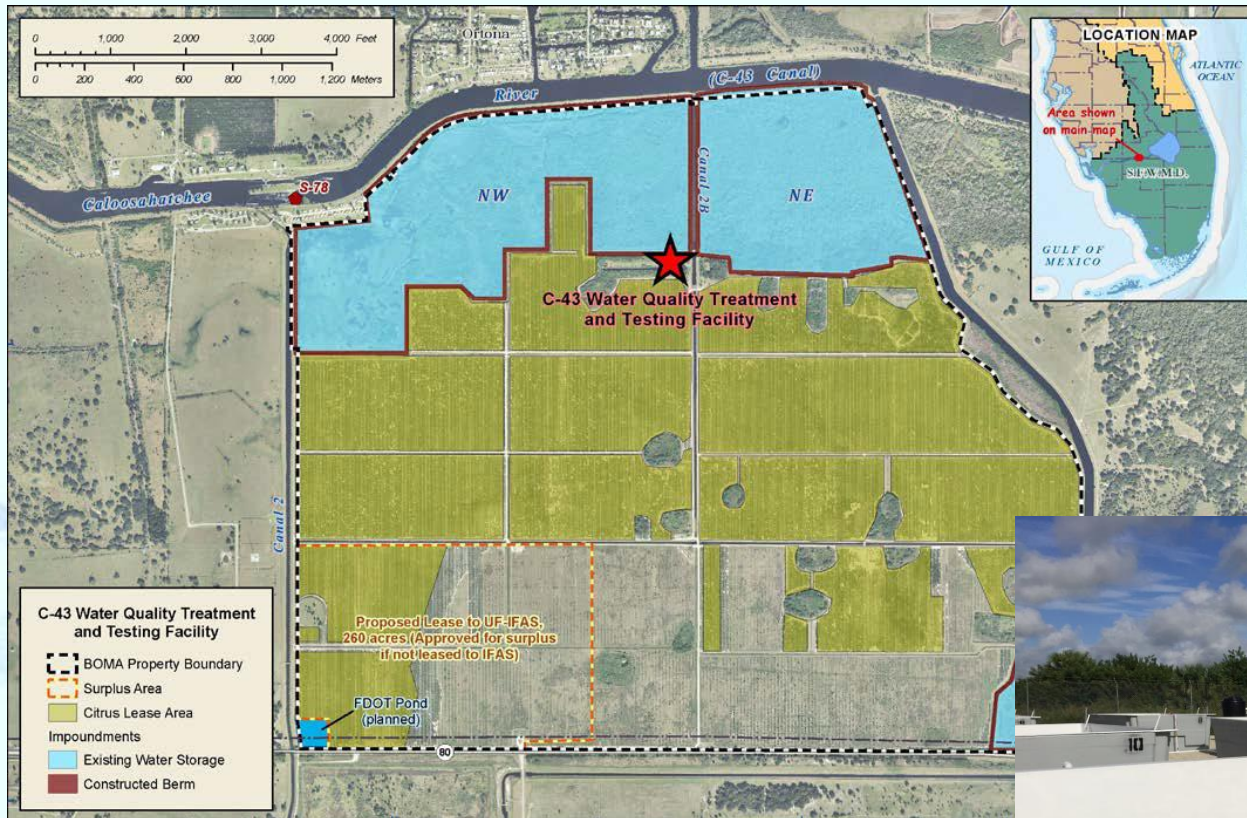 0 1,000 2,000 3,000 4,000 Feet
0 200 400 600 800 1,000 1,200 Meters
Ortona
River
(C-43 Canal)
Caloosahatchee
S-78
NW
Canal 2B
NE
C-43 Water Quality Treatment
and Testing Facility
Canal 2
Proposed Lease to UF-IFAS,
260 acres (Approved for surplus
if not leased to IFAS)
FDOT Pond
(planned)
80
LOCATION MAP
ATLANTIC
OCEAN
Area shown
on main map
S.F.W.M.D.
GULF OF
MEXICO
C-43 Water Quality Treatment
and Testing Facility
BOMA Property Boundary
Surplus Area
Citrus Lease Area
Impoundments
Existing Water Storage
Constructed Berm
10